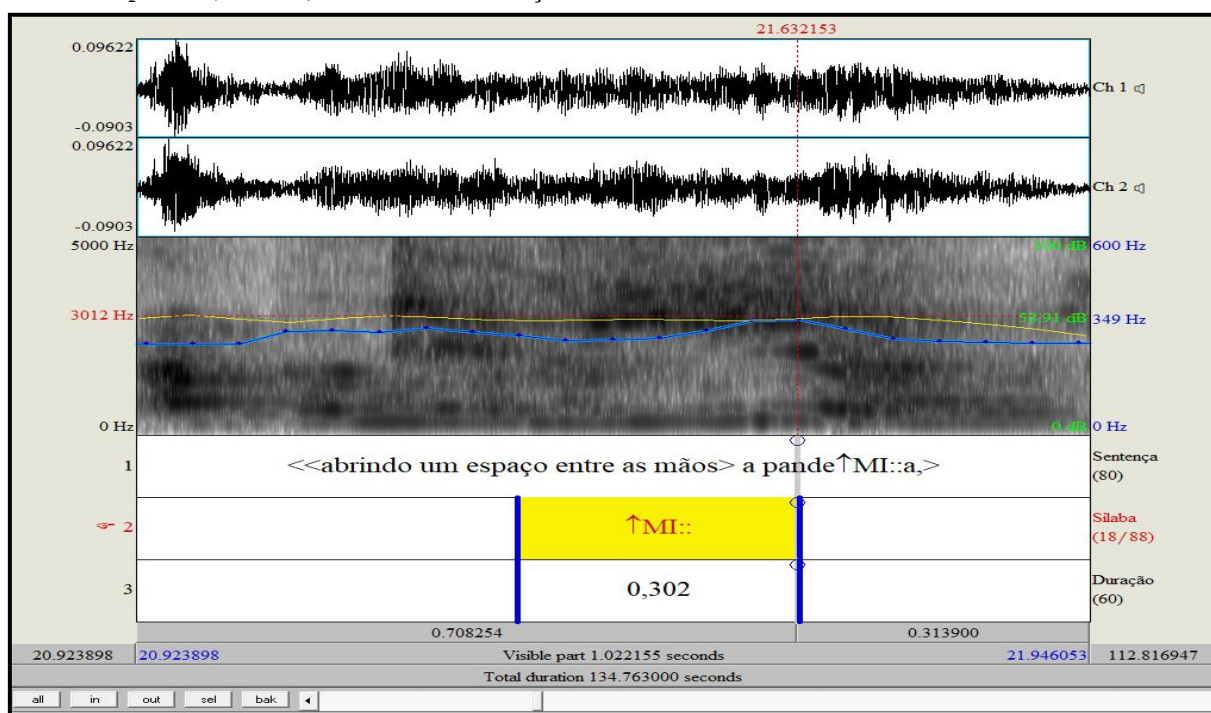 21.632153
0.09622
-0.0903
Ch 1
0.09622
-0.0903
Ch 2
5000 Hz
100 dB 600 Hz
3012 Hz
53.91 dB 349 Hz
0 Hz
0 dB 0 Hz
1 <<abrindo um espaço entre as mãos> a pande↑MI::a,> Sentença
(80)
2 ↑MI:: Sílaba
(18/88)
3 0,302 Duração
(60)
0.708254 0.313900
20.923898 20.923898 Visible part 1.022155 seconds 21.946053 112.816947
Total duration 134.763000 seconds
all in out sel bak